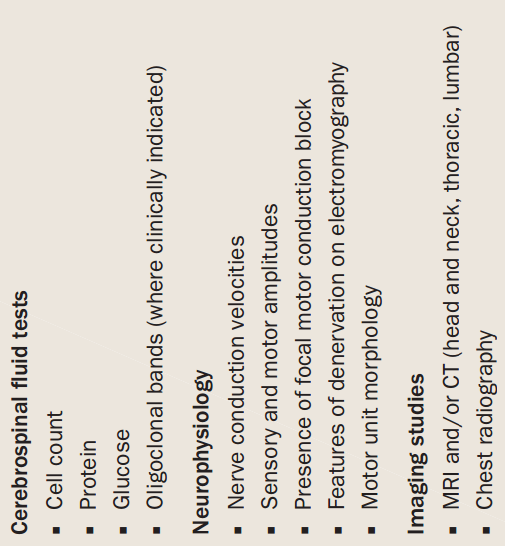 Cerebrospinal fluid tests
▪ Cell count
▪ Protein
▪ Glucose
▪ Oligoclonal bands (where clinically indicated)
Neurophysiology
▪ Nerve conduction velocities
▪ Sensory and motor amplitudes
▪ Presence of focal motor conduction block
▪ Features of denervation on electromyography
▪ Motor unit morphology
Imaging studies
▪ MRI and/or CT (head and neck, thoracic, lumbar)
▪ Chest radiography